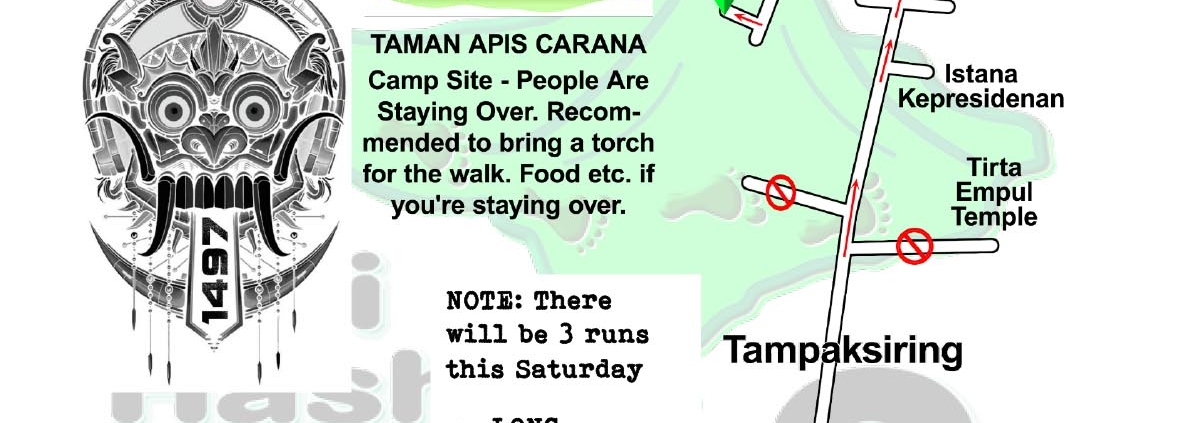 TAMAN APIS CARANA
Camp Site - People Are
Staying Over. Recom-
mended to bring a torch
for the walk. Food etc. if
you're staying over.
1497
NOTE: There
will be 3 runs
this Saturday
LONG
Istana
Kepresidenan
Tirta
Empul
Temple
Tampaksiring
Hash